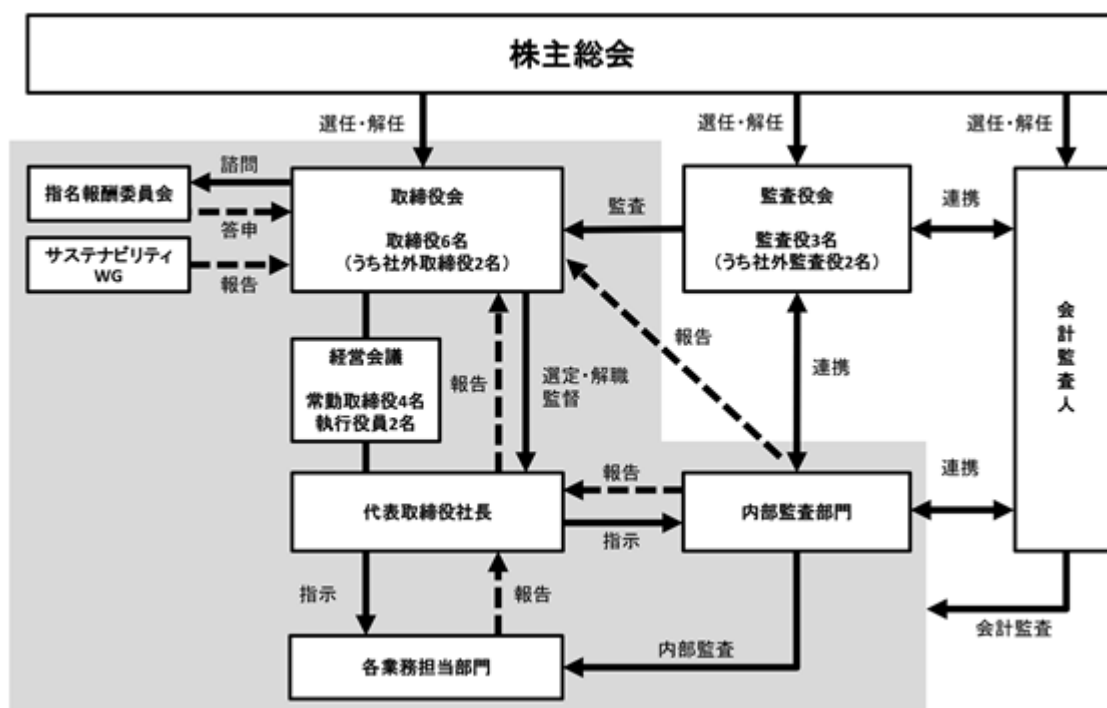 株主総会
選任・解任
選任・解任
選任・解任
指名報酬委員会
諮問
答申
サステナビリティ
WG
報告
取締役会
取締役6名
（うち社外取締役2名）
監査
監査役会
監査役3名
（うち社外監査役2名）
連携
会計監査人
経営会議
常勤取締役4名
執行役員2名
報告
選定・解職
監督
報告
連携
代表取締役社長
報告
指示
内部監査部門
連携
指示
報告
会計監査
各業務担当部門
内部監査